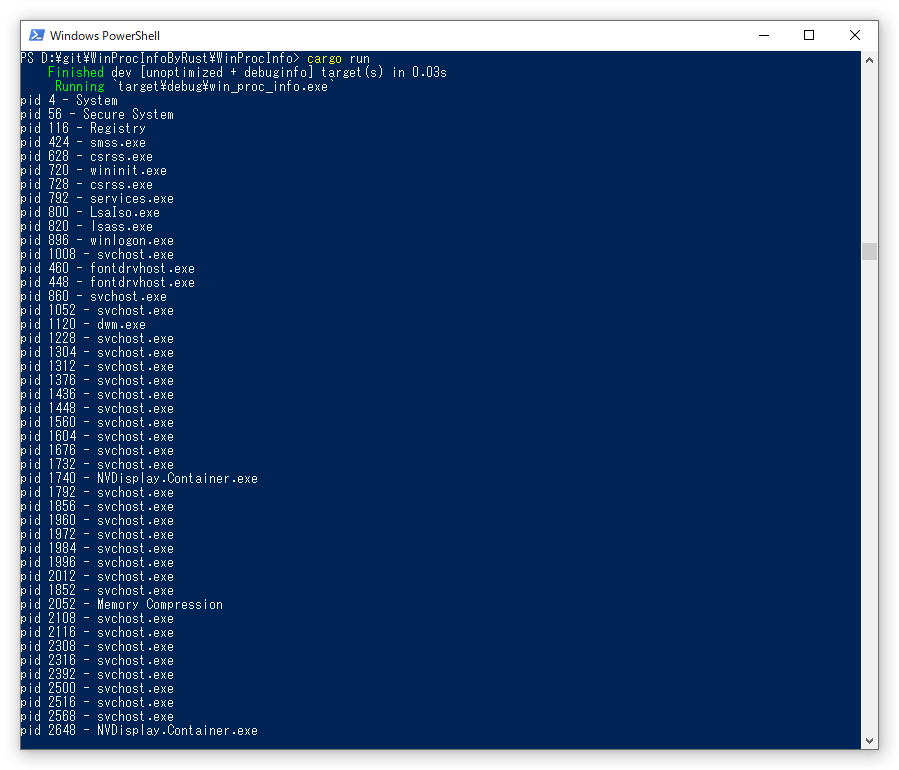 Windows PowerShell
PS D:¥git¥WinProcInfoByRust¥WinProcInfo> cargo run
    Finished dev [unoptimized + debuginfo] target(s) in 0.03s
     Running `target¥debug¥win_proc_info.exe`
pid 4 - System
pid 56 - Secure System
pid 116 - Registry
pid 424 - smss.exe
pid 628 - csrss.exe
pid 720 - wininit.exe
pid 728 - csrss.exe
pid 792 - services.exe
pid 800 - LsaIso.exe
pid 820 - lsass.exe
pid 896 - winlogon.exe
pid 1008 - svchost.exe
pid 460 - fontdrvhost.exe
pid 448 - fontdrvhost.exe
pid 860 - svchost.exe
pid 1052 - svchost.exe
pid 1120 - dwm.exe
pid 1228 - svchost.exe
pid 1304 - svchost.exe
pid 1312 - svchost.exe
pid 1376 - svchost.exe
pid 1436 - svchost.exe
pid 1448 - svchost.exe
pid 1560 - svchost.exe
pid 1604 - svchost.exe
pid 1676 - svchost.exe
pid 1732 - svchost.exe
pid 1740 - NVDisplay.Container.exe
pid 1792 - svchost.exe
pid 1856 - svchost.exe
pid 1960 - svchost.exe
pid 1972 - svchost.exe
pid 1984 - svchost.exe
pid 1996 - svchost.exe
pid 2012 - svchost.exe
pid 1852 - svchost.exe
pid 2052 - Memory Compression
pid 2108 - svchost.exe
pid 2116 - svchost.exe
pid 2308 - svchost.exe
pid 2316 - svchost.exe
pid 2392 - svchost.exe
pid 2500 - svchost.exe
pid 2516 - svchost.exe
pid 2568 - svchost.exe
pid 2648 - NVDisplay.Container.exe